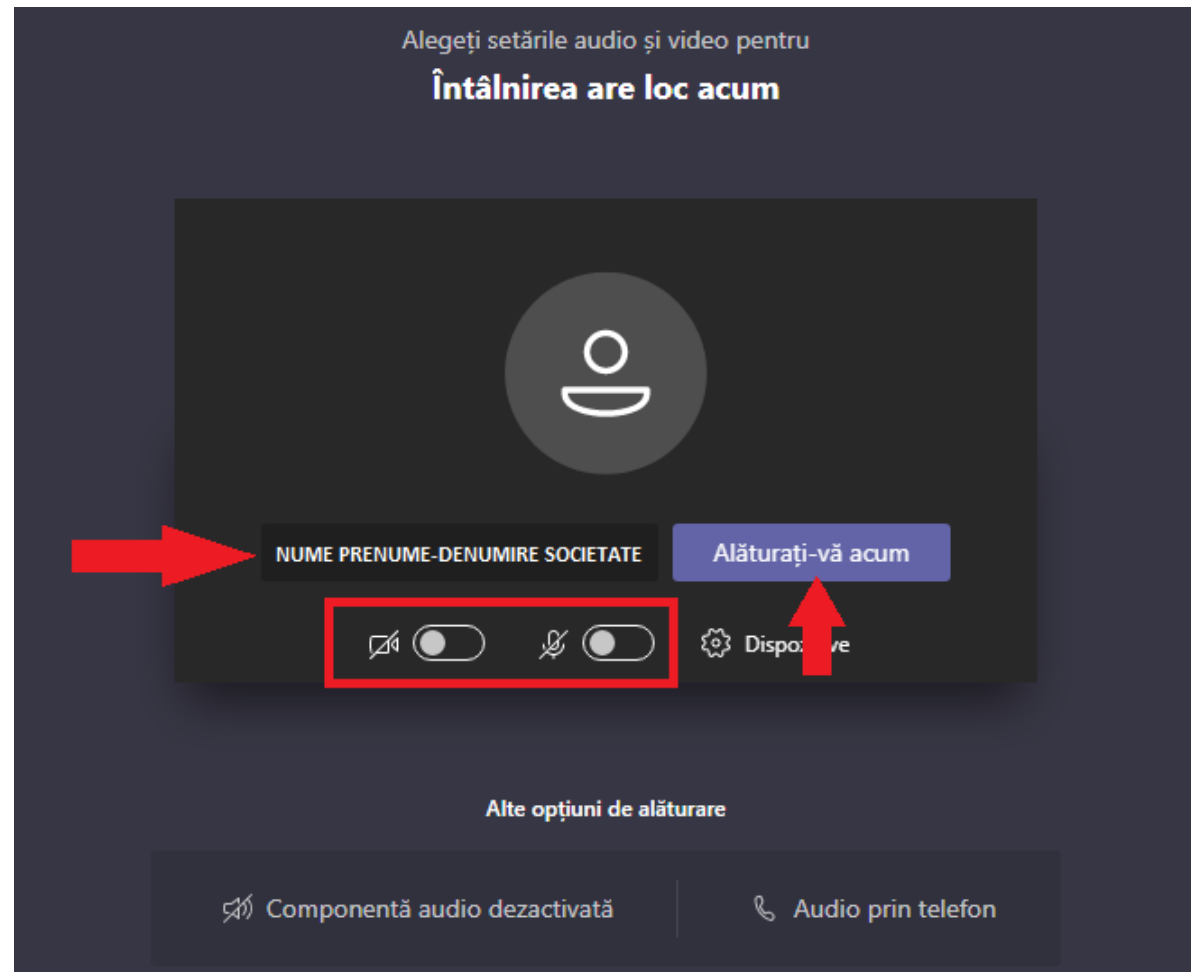 Alegeți setările audio și video pentru
Întâlnirea are loc acum
NUME PRENUME-DENUMIRE SOCIETATE
Alăturați-vă acum
Alte opțiuni de alăturare
Componentă audio dezactivată
Audio prin telefon